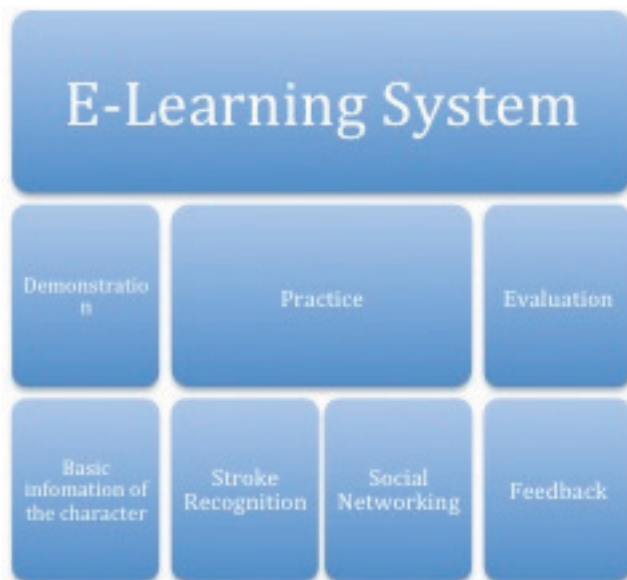 E-Learning System
Demonstratio
n
Practice
Evaluation
Basic
infomation of
the character
Stroke
Recognition
Social
Networking
Feedback